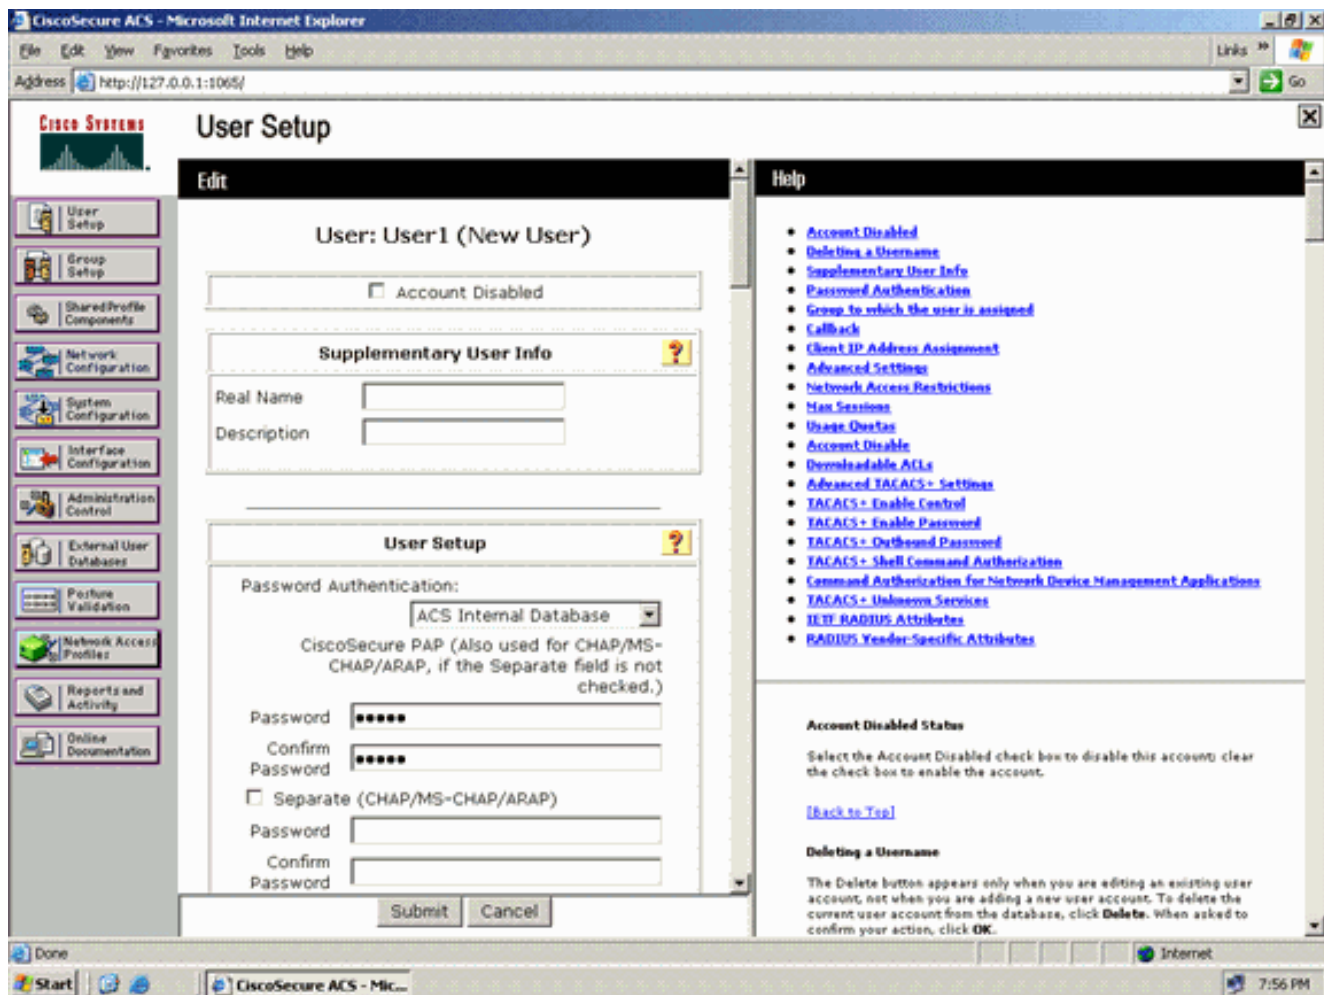 CiscoSecure ACS - Microsoft Internet Explorer
File Edit View Favorites Tools Help
Links »
Address http://127.0.0.1:1065/
Go
CISCO SYSTEMS
User Setup
Edit
Help
User Setup
Group Setup
Shared Profile Components
Network Configuration
System Configuration
Interface Configuration
Administration Control
External User Databases
Posture Validation
Network Access Profiles
Reports and Activity
Online Documentation
User: User1 (New User)
Account Disabled
Supplementary User Info
?
Real Name
Description
User Setup
?
Password Authentication:
ACS Internal Database
CiscoSecure PAP (Also used for CHAP/MS-
CHAP/ARAP, if the Separate field is not
checked.)
Password •••••
Confirm
Password •••••
Separate (CHAP/MS-CHAP/ARAP)
Password
Confirm
Password
Submit Cancel
Account Disabled
Deleting a Username
Supplementary User Info
Password Authentication
Group to which the user is assigned
Callback
Client IP Address Assignment
Advanced Settings
Network Access Restrictions
Max Sessions
Usage Quotas
Account Disable
Downloadable ACLs
Advanced TACACS+ Settings
TACACS+ Enable Control
TACACS+ Enable Password
TACACS+ Outbound Password
TACACS+ Shell Command Authorization
Command Authorization for Network Device Management Applications
TACACS+ Unknown Services
IETF RADIUS Attributes
RADIUS Vendor-Specific Attributes
Account Disabled Status
Select the Account Disabled check box to disable this account; clear
the check box to enable the account.
[Back to Top]
Deleting a Username
The Delete button appears only when you are editing an existing user
account, not when you are adding a new user account. To delete the
current user account from the database, click Delete. When asked to
confirm your action, click OK.
Done
Internet
Start
CiscoSecure ACS - Mic...
7:56 PM